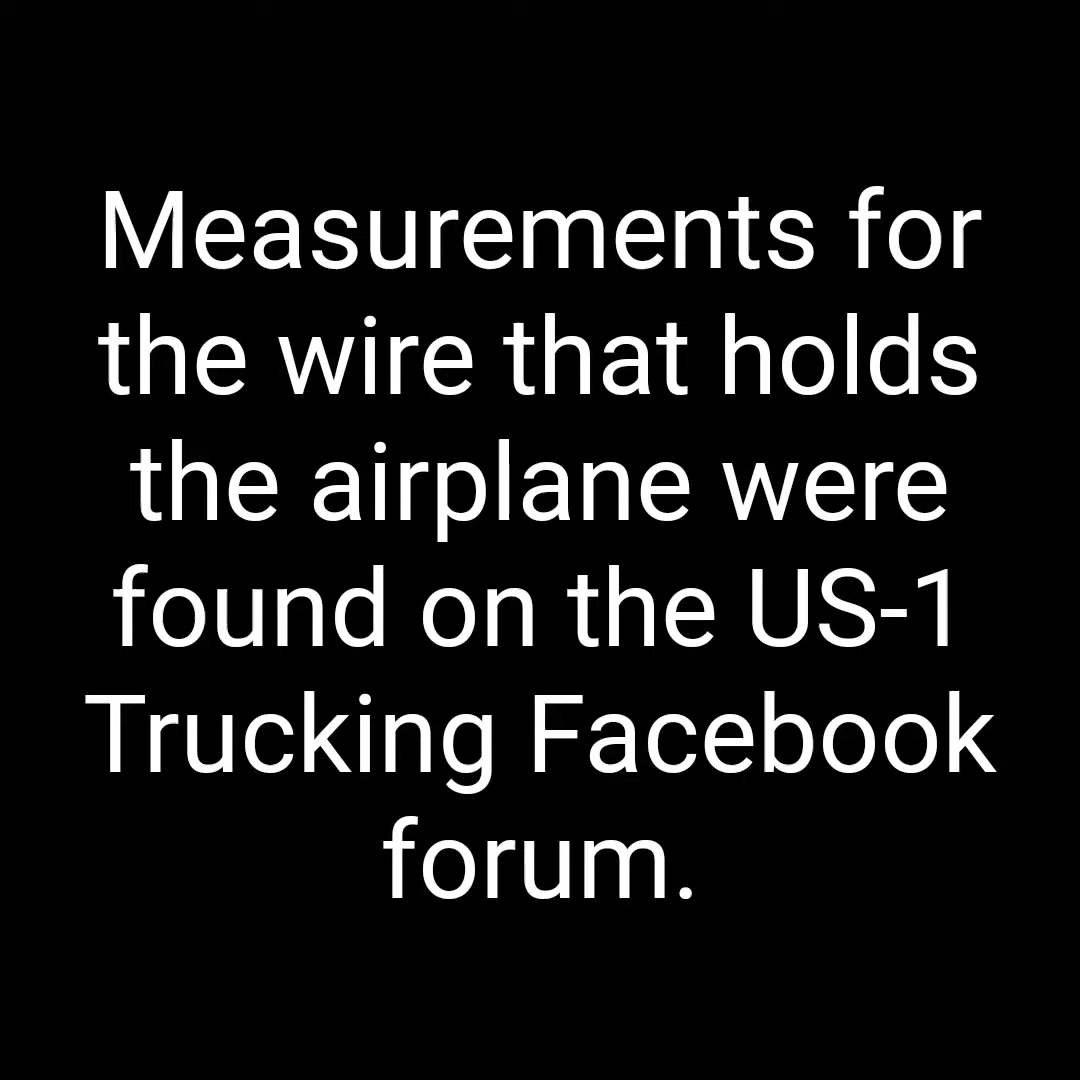 Measurements for
the wire that holds
the airplane were
found on the US-1
Trucking Facebook
forum.